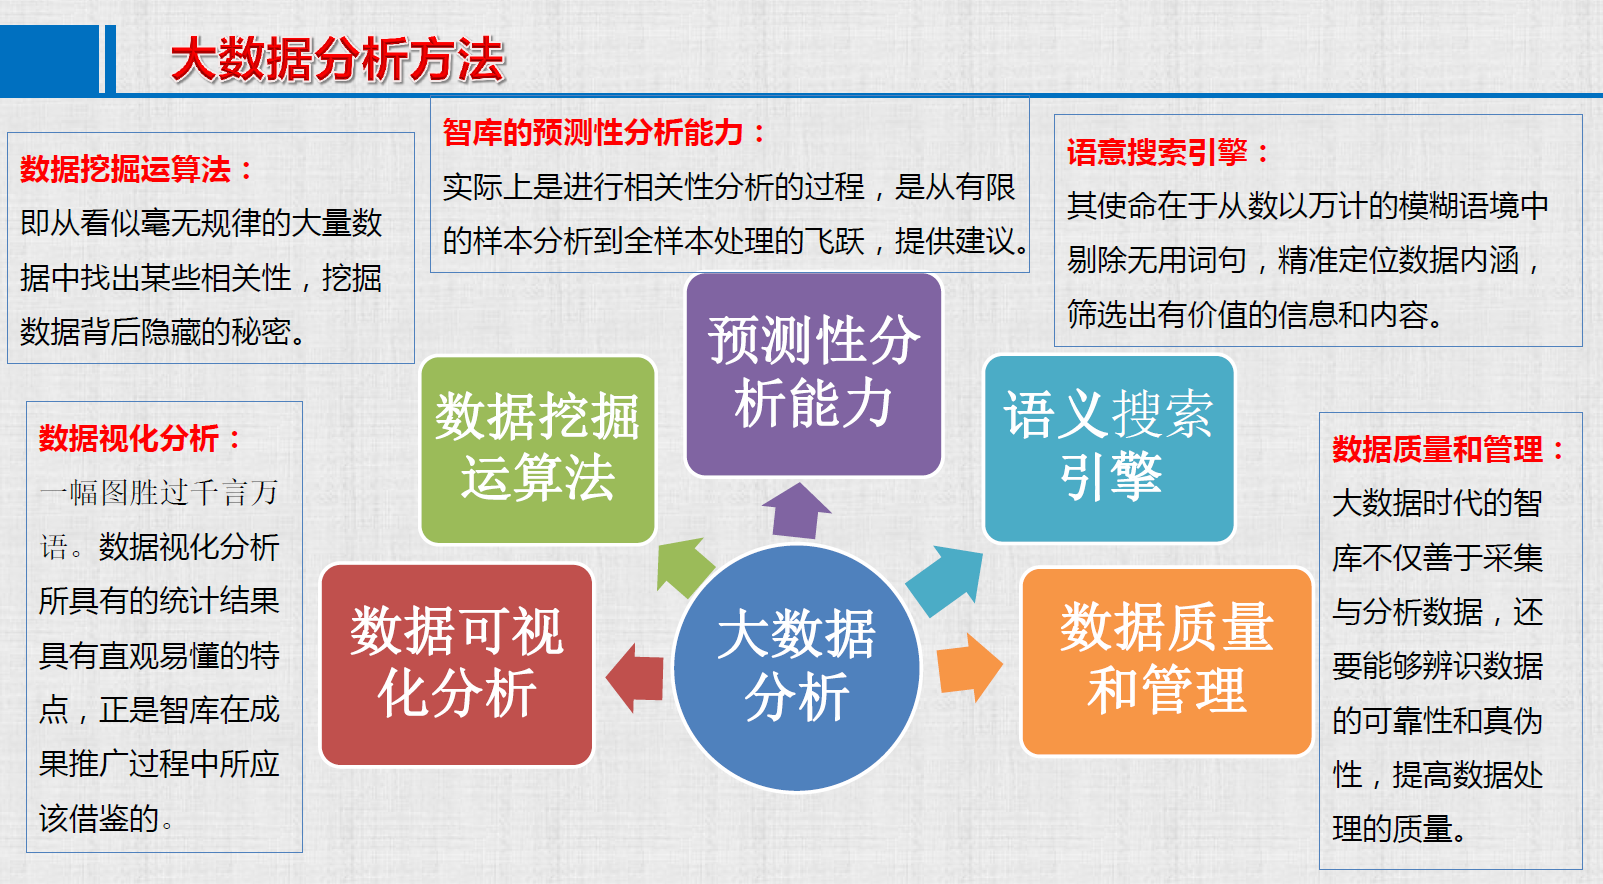 大数据分析方法
数据挖掘运算法：
即从看似毫无规律的大量数
据中找出某些相关性，挖掘
数据背后隐藏的秘密。
智库的预测性分析能力：
实际上是进行相关性分析的过程，是从有限
的样本分析到全样本处理的飞跃，提供建议。
语意搜索引擎：
其使命在于从数以万计的模糊语境中
剔除无用词句，精准定位数据内涵，
筛选出有价值的信息和内容。
数据视化分析：
一幅图胜过千言万
语。数据视化分析
所具有的统计结果
具有直观易懂的特
点，正是智库在成
果推广过程中所应
该借鉴的。
数据可视
化分析
数据挖掘
运算法
预测性分
析能力
语义搜索
引擎
数据质量
和管理
大数据
分析
数据质量和管理：
大数据时代的智
库不仅善于采集
与分析数据，还
要能够辨识数据
的可靠性和真伪
性，提高数据处
理的质量。